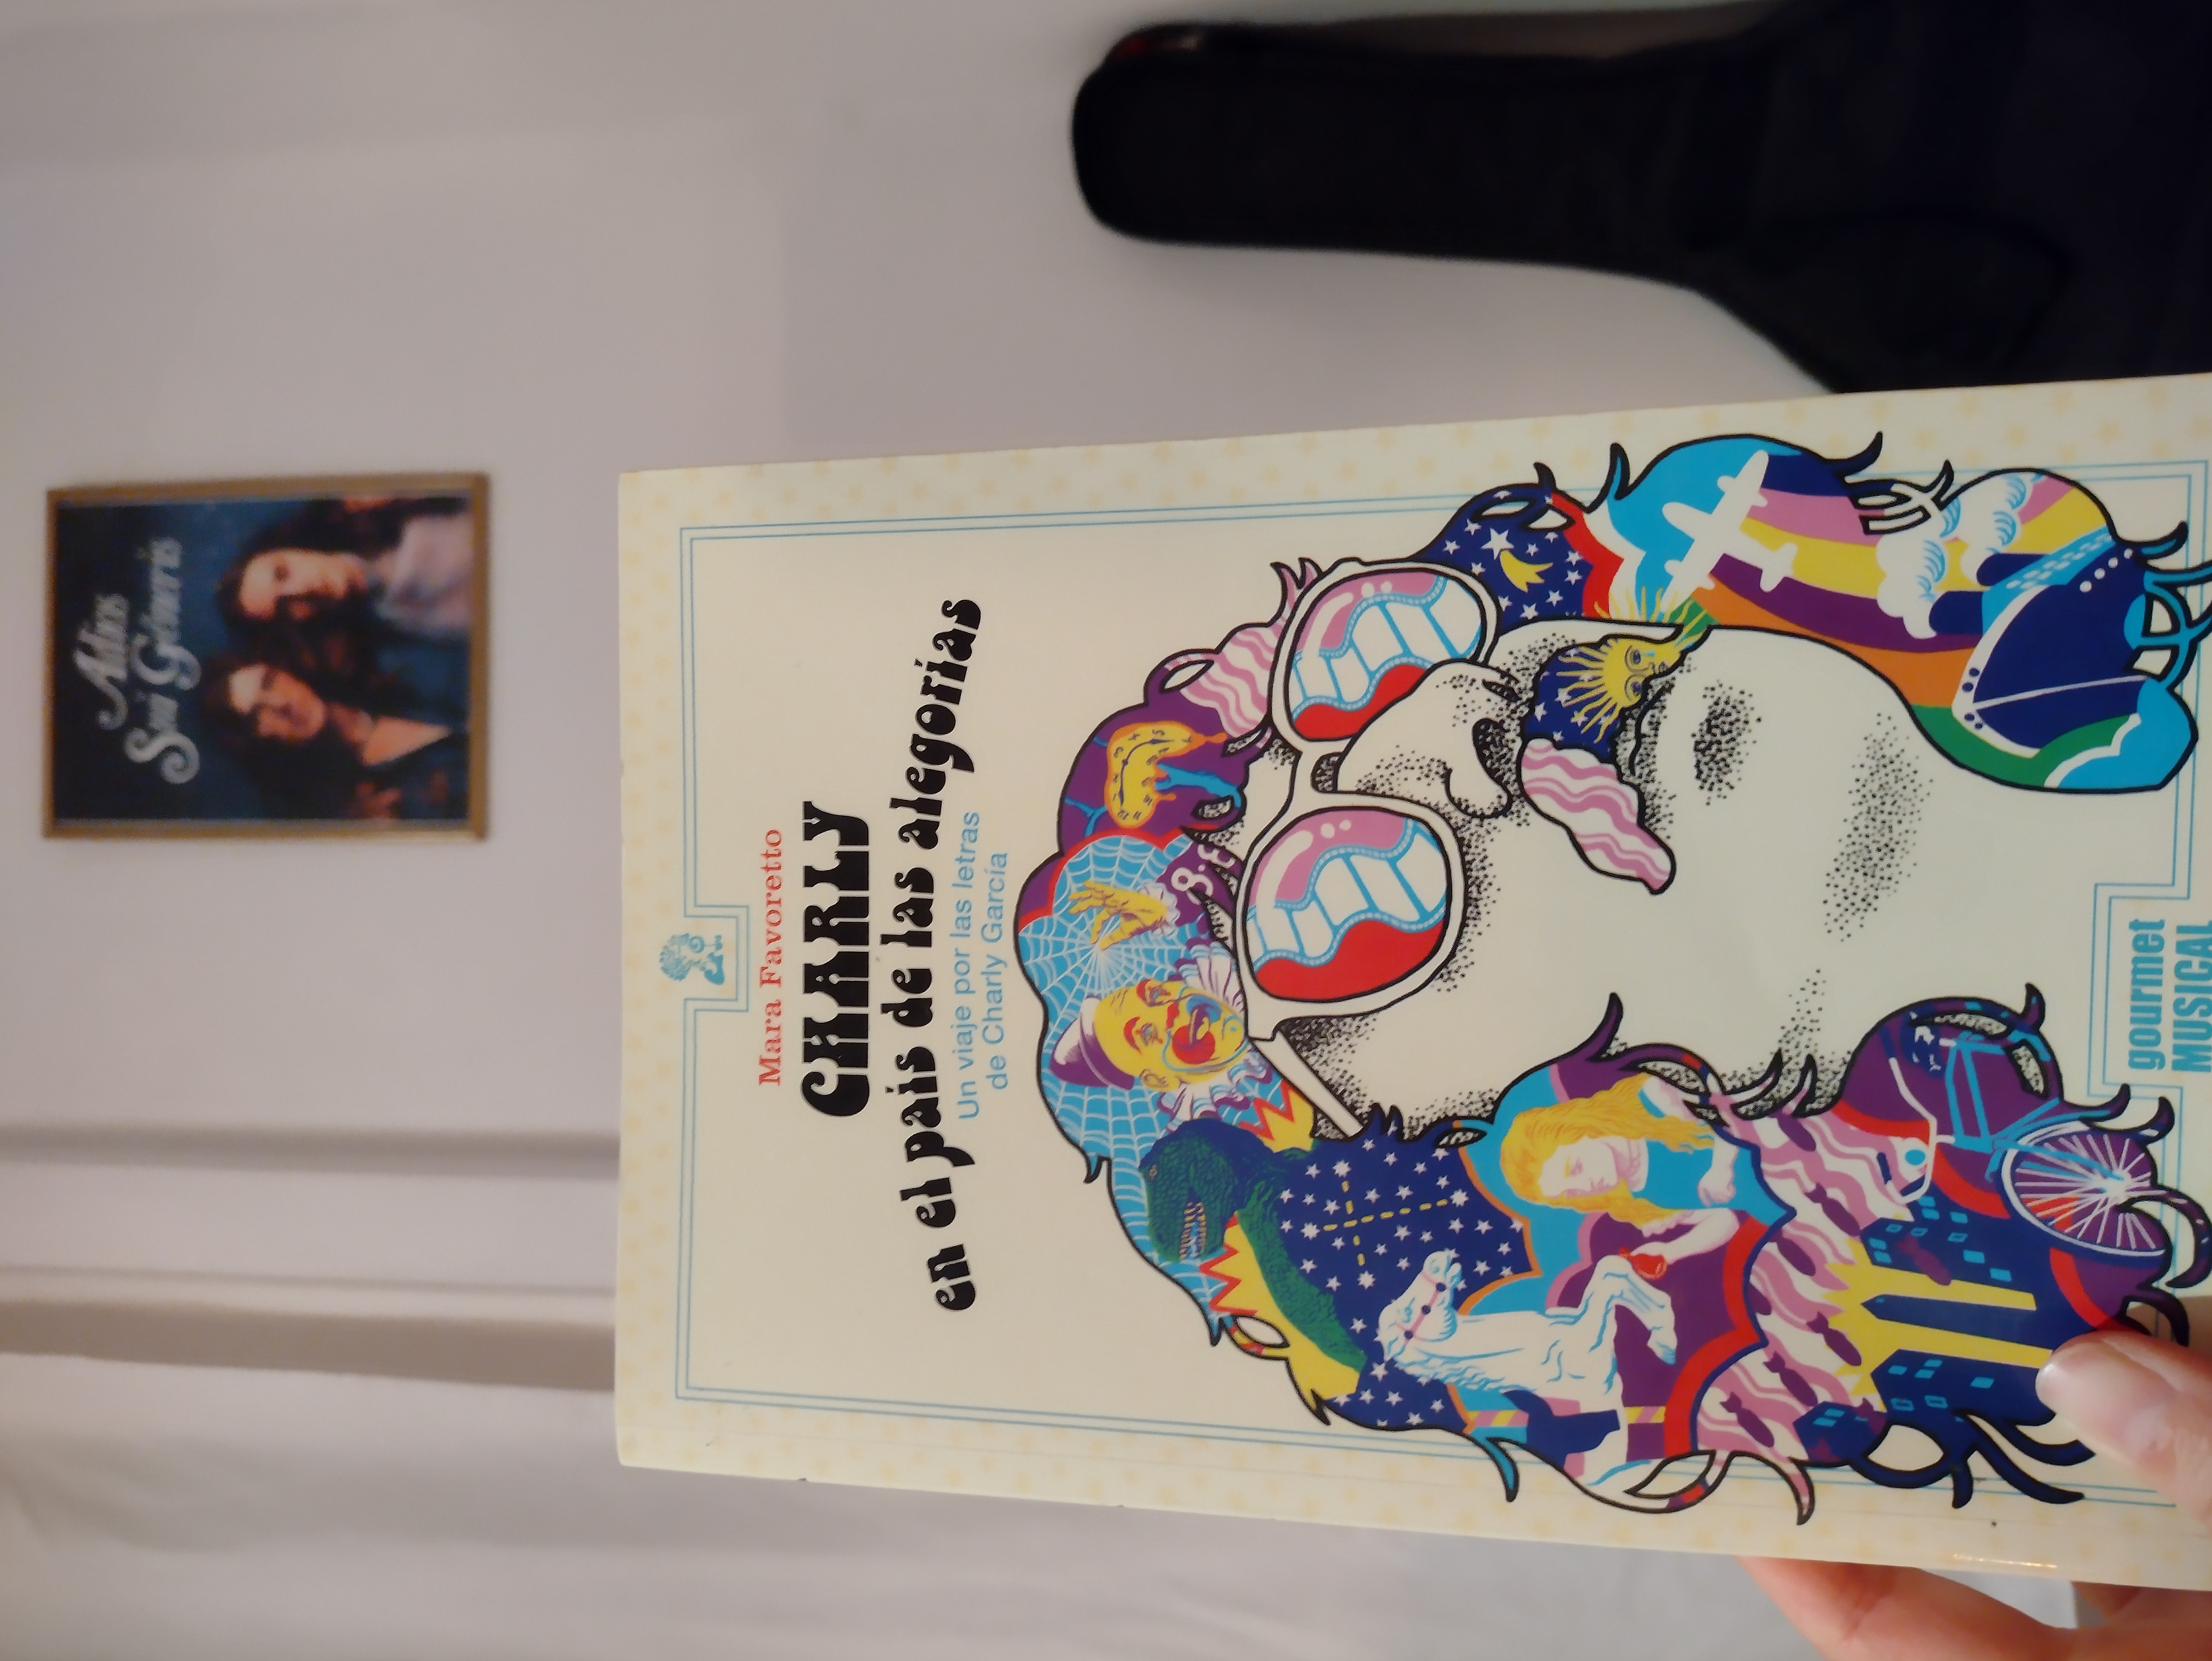 Adios
Sui Géneris
Mara Favoretto
CHARLY
en el país de las alegorías
Un viaje por las letras
de Charly García
gourmet
MUSICAL